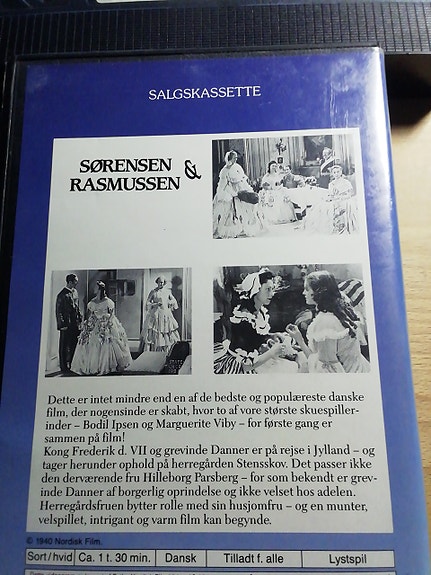 SALGSKASSETTE
SØRENSEN &
RASMUSSEN
Dette er intet mindre end en af de bedste og populæreste danske
film, der nogensinde er skabt, hvor to af vore største skuespiller-
inder – Bodil Ipsen og Marguerite Viby – for første gang er
sammen på film!
Kong Frederik d. VII og grevinde Danner er på rejse i Jylland – og
tager herunder ophold på herregården Stensskov. Det passer ikke
den derværende fru Hilleborg Parsberg – for som bekendt er grev-
inde Danner af borgerlig oprindelse og ikke velset hos adelen.
Herregårdsfruen bytter rolle med sin husjomfru – og en munter,
velspillet, intrigant og varm film kan begynde.
© 1940 Nordisk Film.
Sort/hvid Ca. 1 t. 30 min. Dansk Tilladt f. alle Lystspil